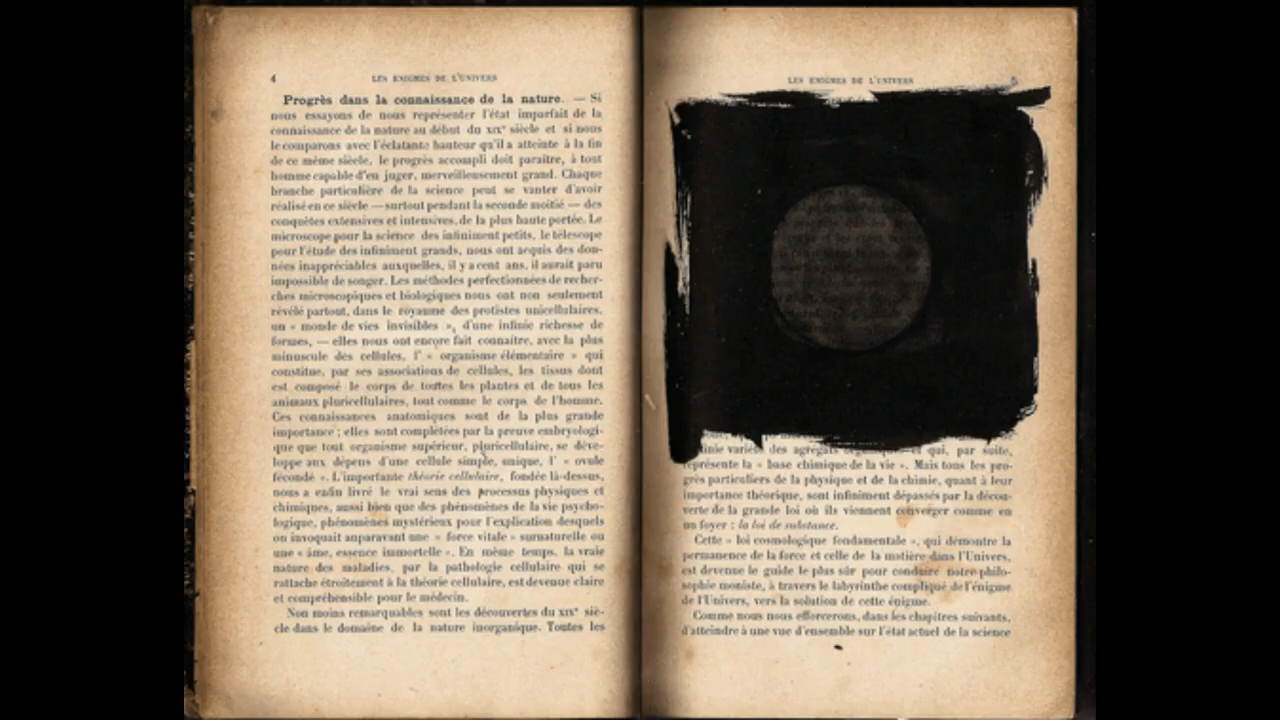 4 LES ENIGMES DE L'UNIVERS
Progrès dans la connaissance de la nature. — Si
nous essayons de nous représenter l'état imparfait de la
connaissance de la nature au début du XIXe siècle et si nous
le comparons avec l'éclatante hauteur qu'il a atteinte à la fin
de ce même siècle, le progrès accompli doit paraître, à tout
homme capable d'en juger, merveilleusement grand. Chaque
branche particulière de la science peut se vanter d'avoir
réalisé en ce siècle — surtout pendant la seconde moitié — des
conquêtes extensives et intensives, de la plus haute portée. Le
microscope pour la science des infiniment petits, le télescope
pour l'étude des infiniment grands, nous ont acquis des don-
nées inappréciables auxquelles, il y a cent ans, il aurait paru
impossible de songer. Les méthodes perfectionnées de recher-
ches microscopiques et biologiques nous ont non seulement
révélé partout, dans le royaume des protistes unicellulaires,
un « monde de vies invisibles », d'une infinie richesse de
formes, — elles nous ont encore fait connaître, avec la plus
minuscule des cellules, l' « organisme élémentaire » qui
constitue, par ses associations de cellules, les tissus dont
est composé le corps de toutes les plantes et de tous les
animaux pluricellulaires, tout comme le corps de l'homme.
Ces connaissances anatomiques sont de la plus grande
importance ; elles sont complétées par la preuve embryologi-
que que tout organisme supérieur, pluricellulaire, se déve-
loppe aux dépens d'une cellule simple, unique, l' « ovule
fécondé ». L'importante théorie cellulaire, fondée là-dessus,
nous a enfin livré le vrai sens des processus physiques et
chimiques, aussi bien que des phénomènes de la vie psycho-
logique, phénomènes mystérieux pour l'explication desquels
on invoquait auparavant une « force vitale » surnaturelle ou
une « âme, essence immortelle ». En même temps, la vraie
nature des maladies, par la pathologie cellulaire qui se
rattache étroitement à la théorie cellulaire, est devenue claire
et compréhensible pour le médecin.
Non moins remarquables sont les découvertes du XIXe siè-
cle dans le domaine de la nature inorganique. Toutes les
LES ENIGMES DE L'UNIVERS 5
variété des agrégats et qui, par suite,
représente la « base chimique de la vie ». Mais tous les pro-
grès particuliers de la physique et de la chimie, quant à leur
importance théorique, sont infiniment dépassés par la décou-
verte de la grande loi où ils viennent converger comme en
un foyer : la loi de substance.
Cette « loi cosmologique fondamentale », qui démontre la
permanence de la force et celle de la matière dans l'Univers,
est devenue le guide le plus sûr pour conduire notre philo-
sophie moniste, à travers le labyrinthe compliqué de l'énigme
de l'Univers, vers la solution de cette énigme.
Comme nous nous efforcerons, dans les chapitres suivants,
d'atteindre à une vue d'ensemble sur l'état actuel de la science